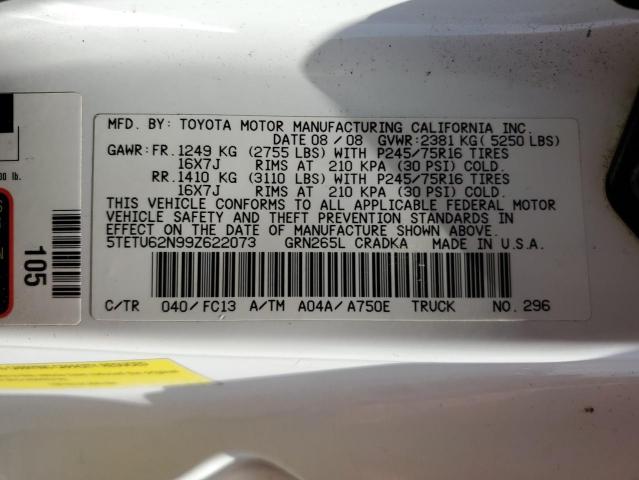 MFD. BY: TOYOTA MOTOR MANUFACTURING CALIFORNIA INC.
DATE 08/08 GVWR:2381 KG(5250 LBS)
GAWR:FR.1249 KG (2755 LBS) WITH P245/75R16 TIRES
16X7J RIMS AT 210 KPA (30 PSI) COLD.
RR.1410 KG (3110 LBS) WITH P245/75R16 TIRES
16X7J RIMS AT 210 KPA (30 PSI) COLD.
THIS VEHICLE CONFORMS TO ALL APPLICABLE FEDERAL MOTOR
VEHICLE SAFETY AND THEFT PREVENTION STANDARDS IN
EFFECT ON THE DATE OF MANUFACTURE SHOWN ABOVE.
5TETU62N99Z622073 GRN265L CRADKA MADE IN U.S.A.
C/TR 040/FC13 A/TM A04A/A750E TRUCK NO.296
00 lb.
105